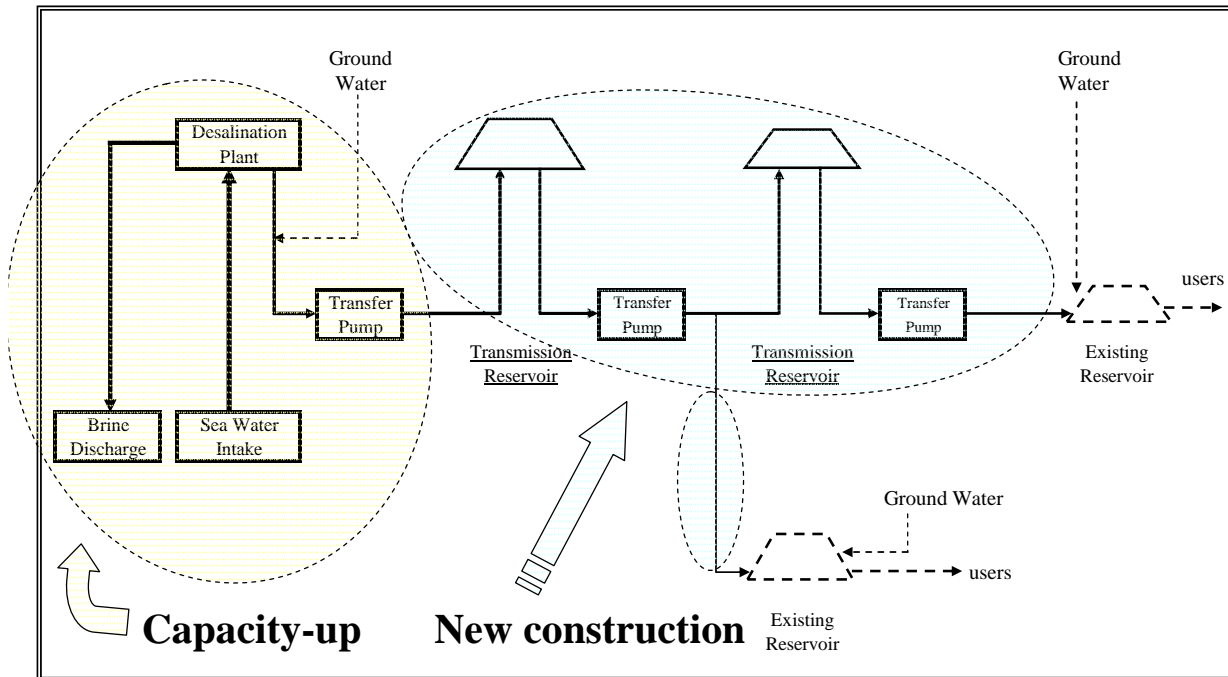 Ground
Water
Ground
Water
Desalination
Plant
Transfer
Pump
Transfer
Pump
Transfer
Pump
users
Transmission
Reservoir
Transmission
Reservoir
Existing
Reservoir
Brine
Discharge
Sea Water
Intake
Ground Water
users
Existing
Reservoir
Capacity-up
New construction